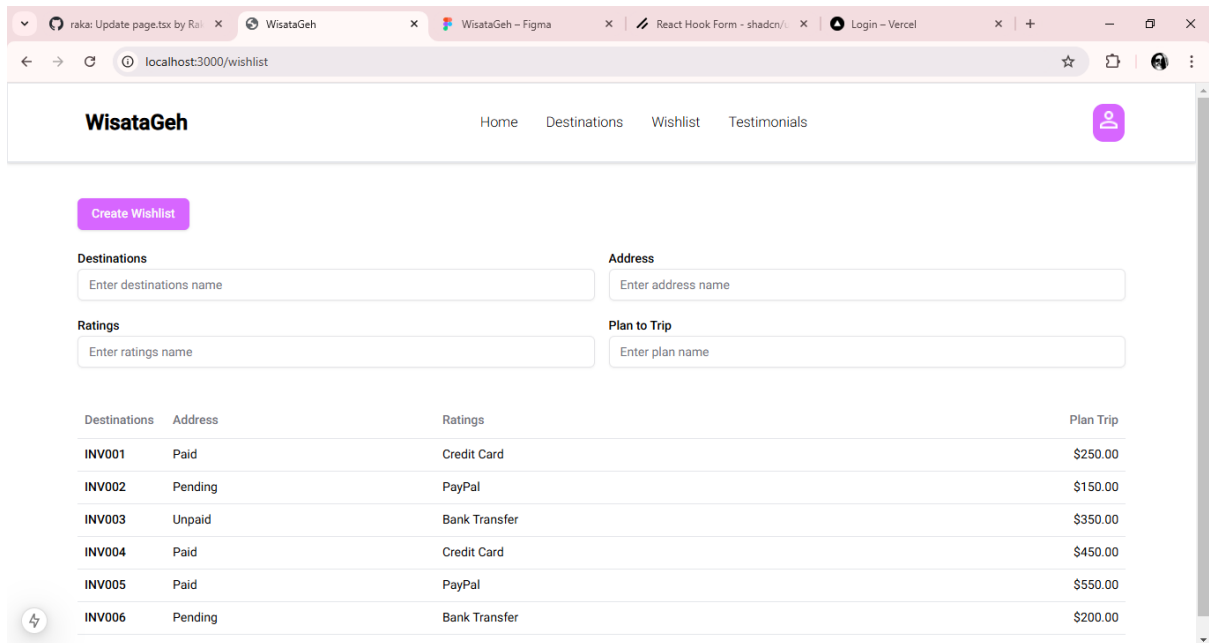 raka: Update page.tsx by Ra
WisataGeh
WisataGeh – Figma
React Hook Form - shadcn/u
Login – Vercel
localhost:3000/wishlist
WisataGeh
Home Destinations Wishlist Testimonials
Create Wishlist
Destinations Address
Enter destinations name Enter address name
Ratings Plan to Trip
Enter ratings name Enter plan name
Destinations Address Ratings Plan Trip
INV001 Paid Credit Card $250.00
INV002 Pending PayPal $150.00
INV003 Unpaid Bank Transfer $350.00
INV004 Paid Credit Card $450.00
INV005 Paid PayPal $550.00
INV006 Pending Bank Transfer $200.00